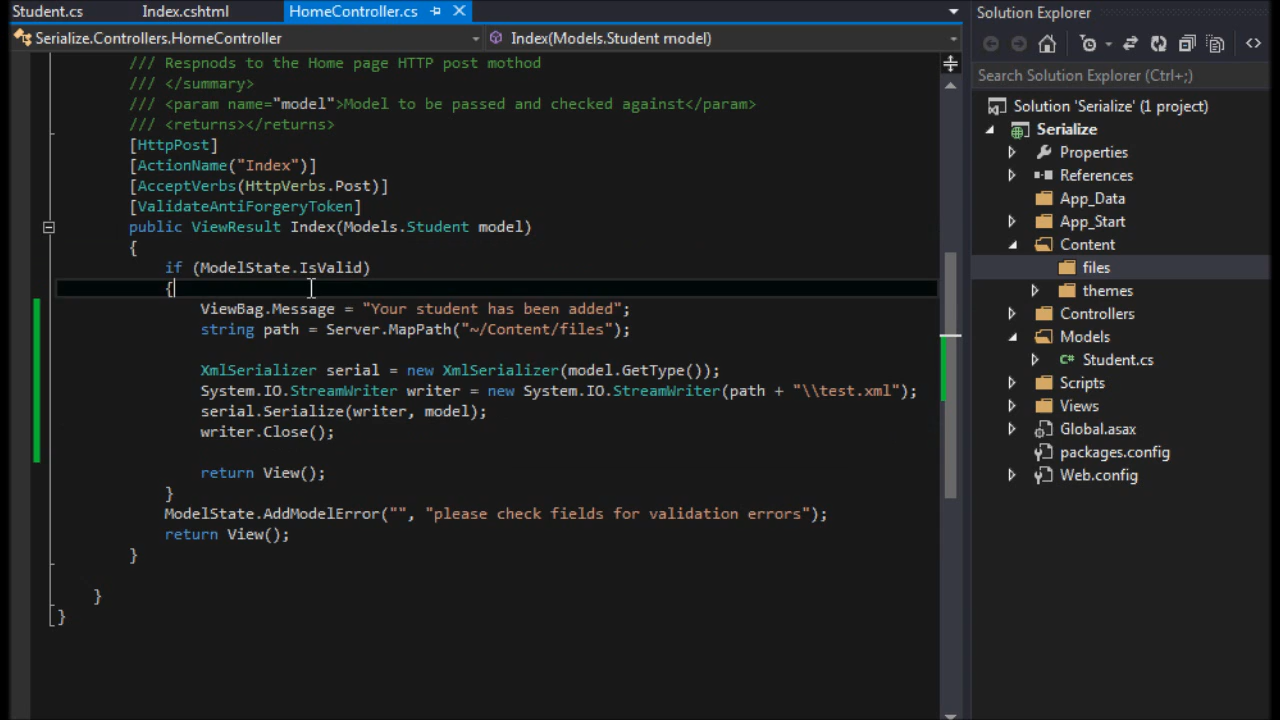 Student.cs
Index.cshtml
HomeController.cs
Serialize.Controllers.HomeController
Index(Models.Student model)
/// Respnods to the Home page HTTP post mothod
/// </summary>
/// <param name="model">Model to be passed and checked against</param>
/// <returns></returns>
[HttpPost]
[ActionName("Index")]
[AcceptVerbs(HttpVerbs.Post)]
[ValidateAntiForgeryToken]
public ViewResult Index(Models.Student model)
{
if (ModelState.IsValid)
{
ViewBag.Message = "Your student has been added";
string path = Server.MapPath("~/Content/files");
XmlSerializer serial = new XmlSerializer(model.GetType());
System.IO.StreamWriter writer = new System.IO.StreamWriter(path + "\\test.xml");
serial.Serialize(writer, model);
writer.Close();
return View();
}
ModelState.AddModelError("", "please check fields for validation errors");
return View();
}
}
}
Solution Explorer
Search Solution Explorer (Ctrl+;)
Solution 'Serialize' (1 project)
Serialize
Properties
References
App_Data
App_Start
Content
files
themes
Controllers
Models
C# Student.cs
Scripts
Views
Global.asax
packages.config
Web.config